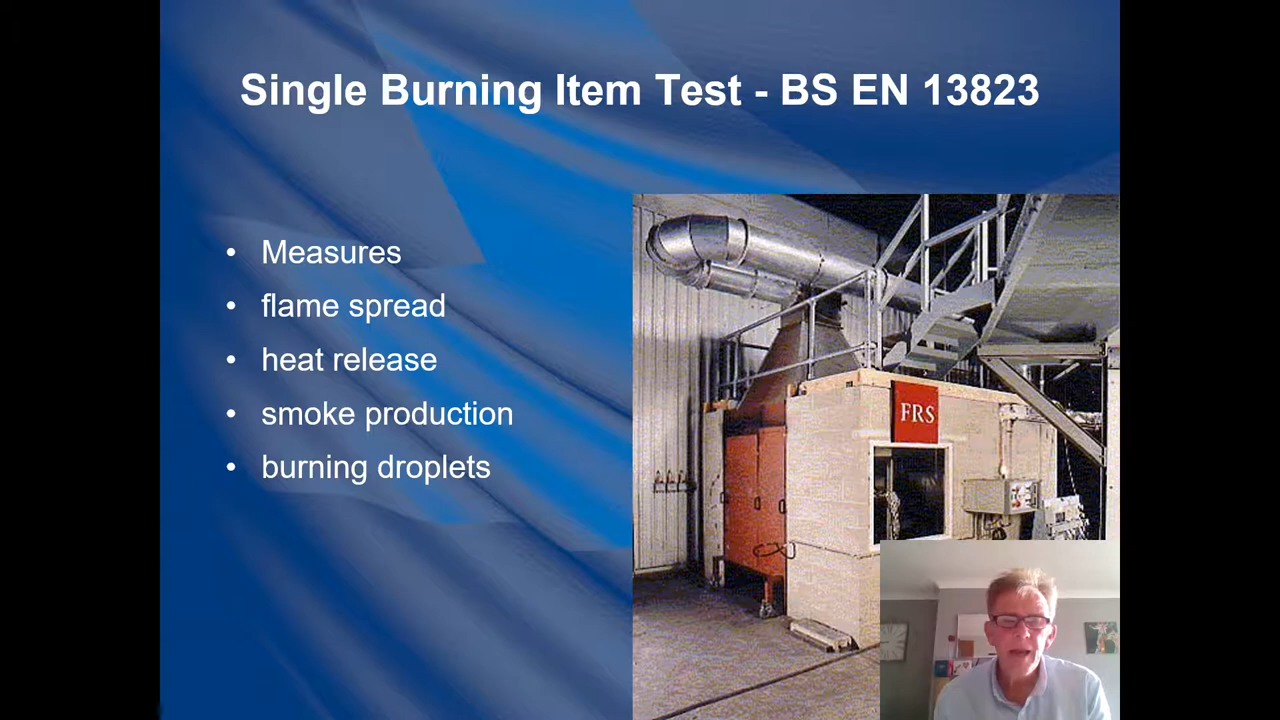 Single Burning Item Test - BS EN 13823
• Measures
• flame spread
• heat release
• smoke production
• burning droplets
FRS